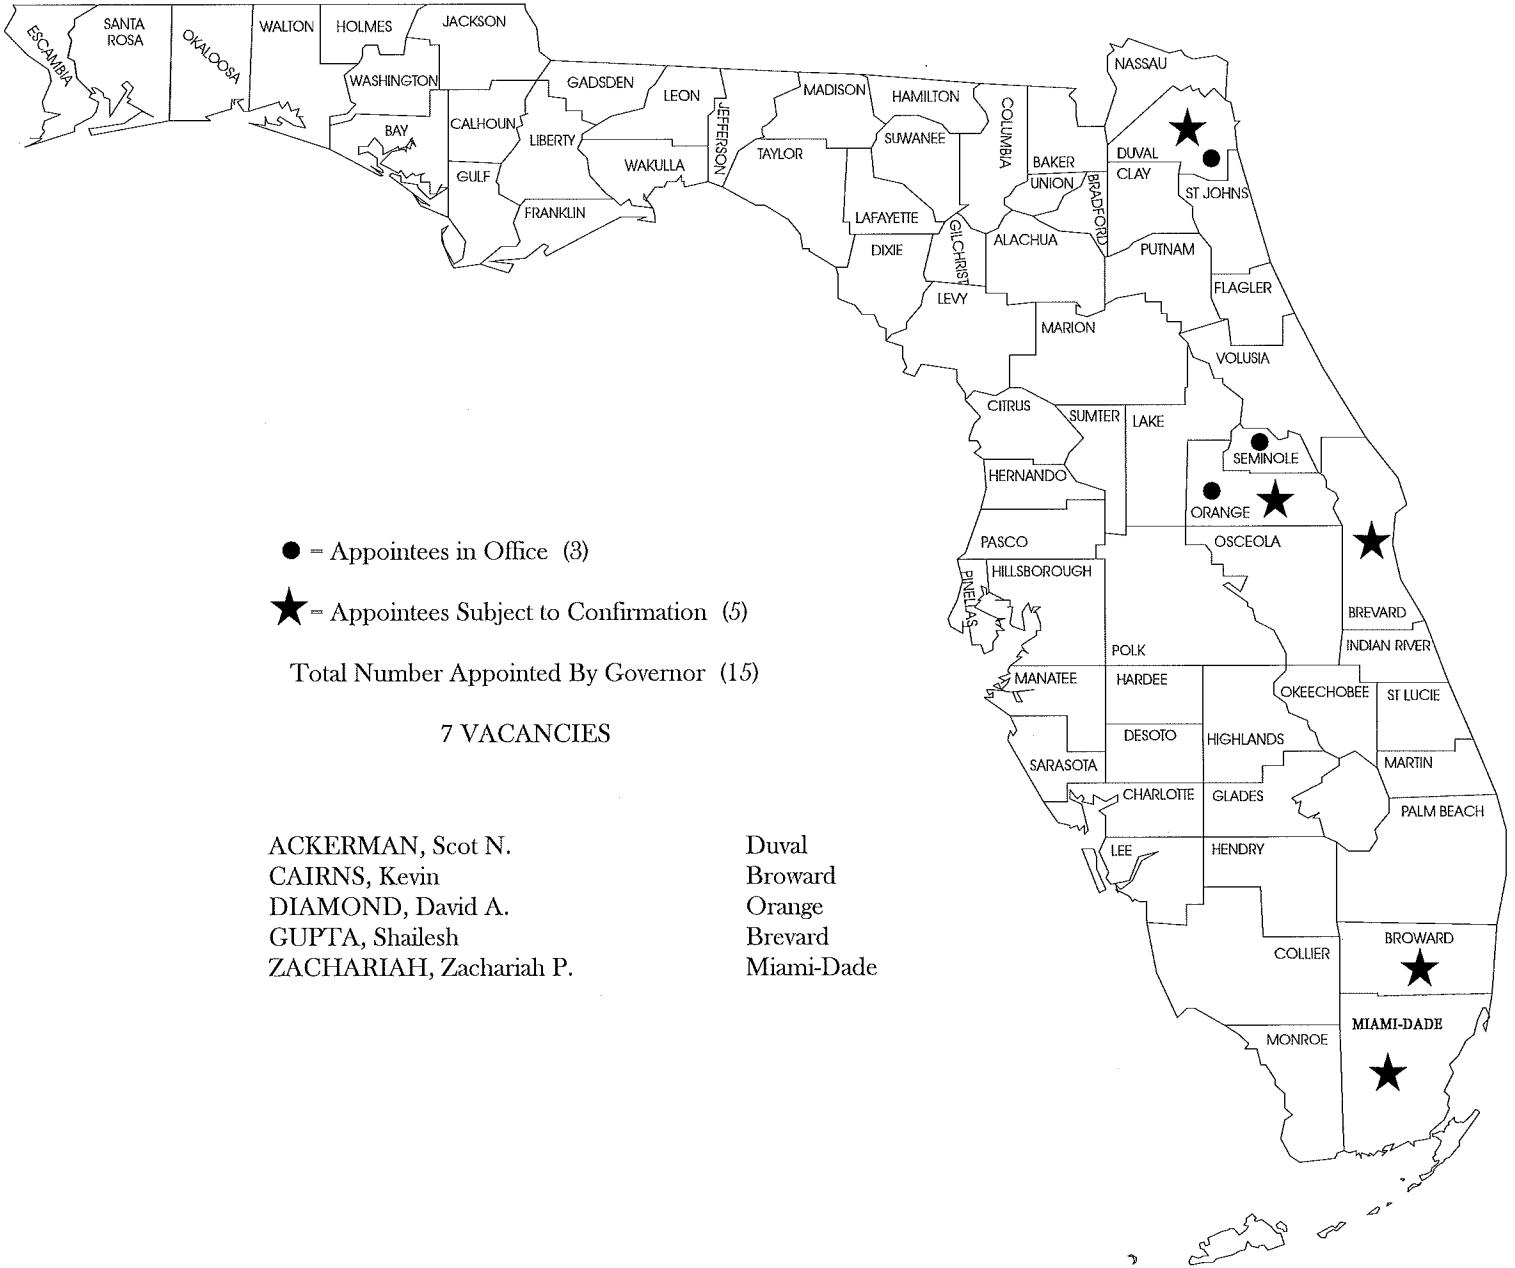 ESCAMBIA
SANTA
ROSA
OKALOOSA
WALTON
HOLMES
JACKSON
WASHINGTON
BAY
CALHOUN
GULF
GADSDEN
LIBERTY
FRANKLIN
LEON
WAKULLA
JEFFERSON
TAYLOR
MADISON
HAMILTON
SUWANEE
LAFAYETTE
DIXIE
COLUMBIA
GILCHRIST
NASSAU
BAKER
UNION
BRADFORD
DUVAL
CLAY
ST JOHNS
ALACHUA
PUTNAM
FLAGLER
LEVY
MARION
VOLUSIA
CITRUS
SUMTER
LAKE
SEMINOLE
HERNANDO
ORANGE
PASCO
OSCEOLA
PINELLAS
HILLSBOROUGH
BREVARD
POLK
INDIAN RIVER
MANATEE
HARDEE
OKEECHOBEE
ST LUCIE
DESOTO
HIGHLANDS
SARASOTA
MARTIN
CHARLOTTE
GLADES
PALM BEACH
LEE
HENDRY
BROWARD
COLLIER
MIAMI-DADE
MONROE
= Appointees in Office (3)
= Appointees Subject to Confirmation (5)
Total Number Appointed By Governor (15)
7 VACANCIES
ACKERMAN, Scot N. Duval
CAIRNS, Kevin Broward
DIAMOND, David A. Orange
GUPTA, Shailesh Brevard
ZACHARIAH, Zachariah P. Miami-Dade